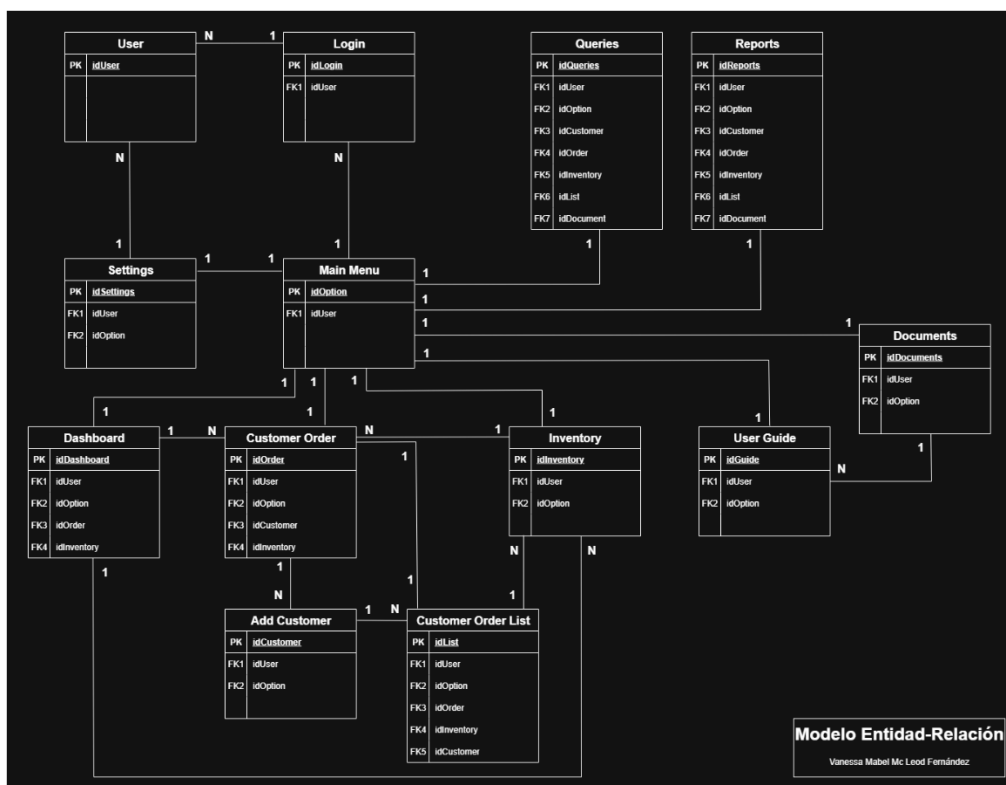 User
PK idUser
N 1
Login
PK idLogin
FK1 idUser
Queries
PK idQueries
FK1 idUser
FK2 idOption
FK3 idCustomer
FK4 idOrder
FK5 idInventory
FK6 idList
FK7 idDocument
Reports
PK idReports
FK1 idUser
FK2 idOption
FK3 idCustomer
FK4 idOrder
FK5 idInventory
FK6 idList
FK7 idDocument
N
N
1
1
1
1
Settings
PK idSettings
FK1 idUser
FK2 idOption
1 1
Main Menu
PK idOption
FK1 idUser
1
1
1
1
1
Documents
PK idDocuments
FK1 idUser
FK2 idOption
1
1
1
1
1
1
1
1
Dashboard
PK idDashboard
FK1 idUser
FK2 idOption
FK3 idOrder
FK4 idInventory
1 N
Customer Order
PK idOrder
FK1 idUser
FK2 idOption
FK3 idCustomer
FK4 idInventory
N 1
1
Inventory
PK idInventory
FK1 idUser
FK2 idOption
User Guide
PK idGuide
FK1 idUser
FK2 idOption
N
1
1
1
N
N
N
1
1
Add Customer
PK idCustomer
FK1 idUser
FK2 idOption
1 N
Customer Order List
PK idList
FK1 idUser
FK2 idOption
FK3 idOrder
FK4 idInventory
FK5 idCustomer
Modelo Entidad-Relación
Vanessa Mabel Mc Leod Fernández